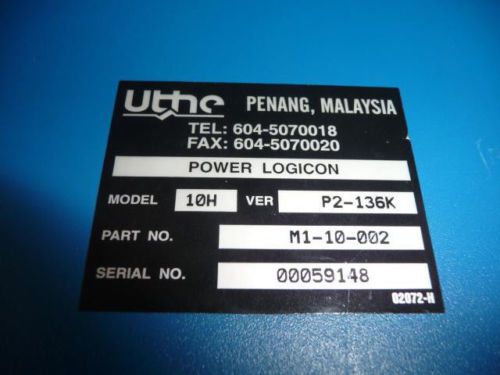 Uthe PENANG, MALAYSIA
TEL: 604-5070018
FAX: 604-5070020
POWER LOGICON
MODEL 10H VER P2-136K
PART NO. M1-10-002
SERIAL NO. 00059148
02072-H